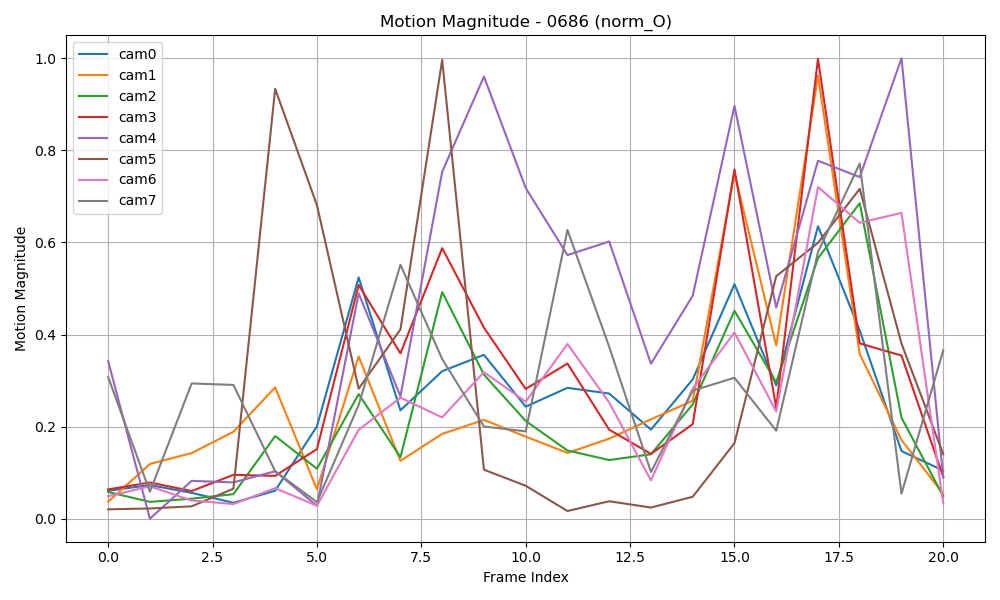 Motion Magnitude - 0686 (norm_O)
cam0
cam1
cam2
cam3
cam4
cam5
cam6
cam7
Motion Magnitude
1.0
0.8
0.6
0.4
0.2
0.0
0.0 2.5 5.0 7.5 10.0 12.5 15.0 17.5 20.0
Frame Index